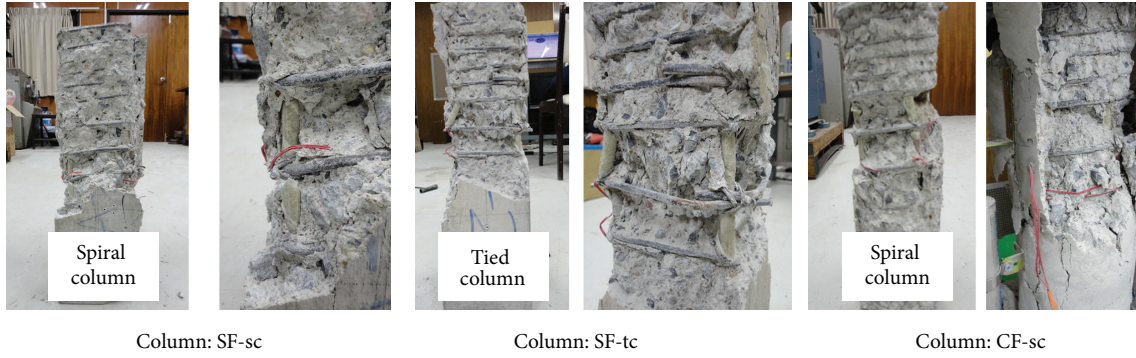 Spiral
column
Tied
column
Spiral
column
Column: SF-sc
Column: SF-tc
Column: CF-sc